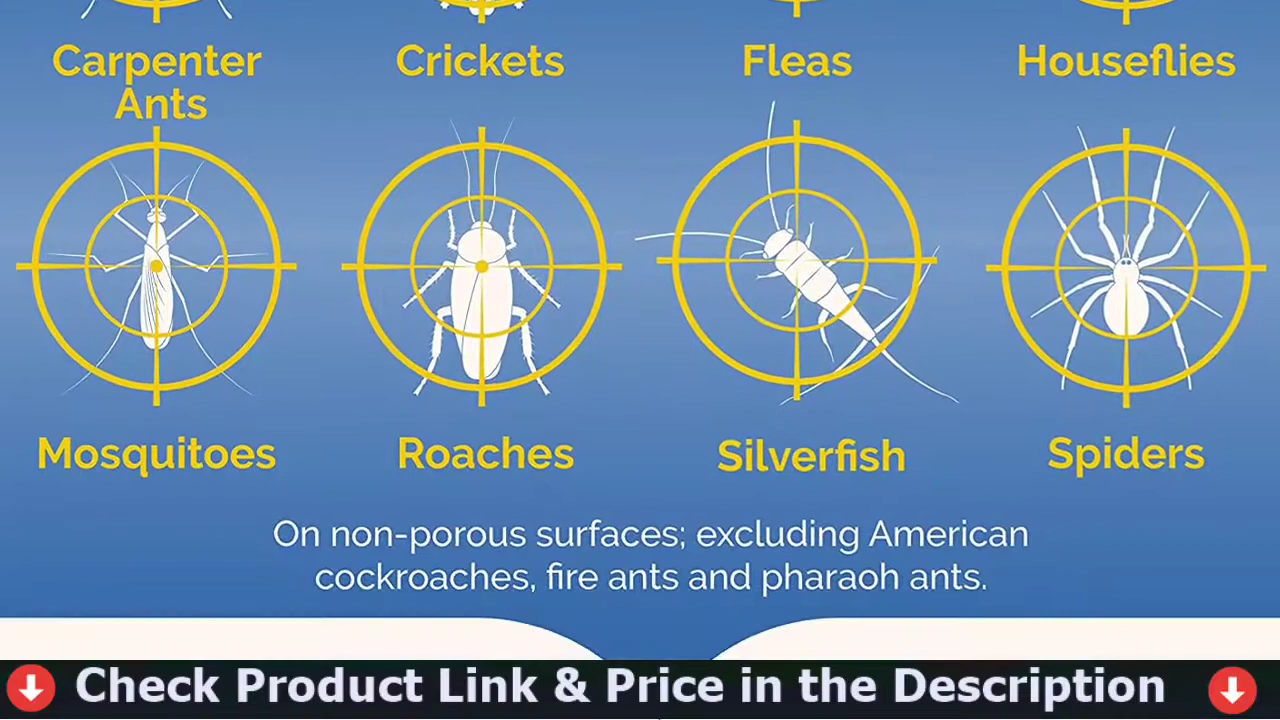 Carpenter
Ants
Crickets
Fleas
Houseflies
Mosquitoes
Roaches
Silverfish
Spiders
On non-porous surfaces; excluding American
cockroaches, fire ants and pharaoh ants.
Check Product Link & Price in the Description